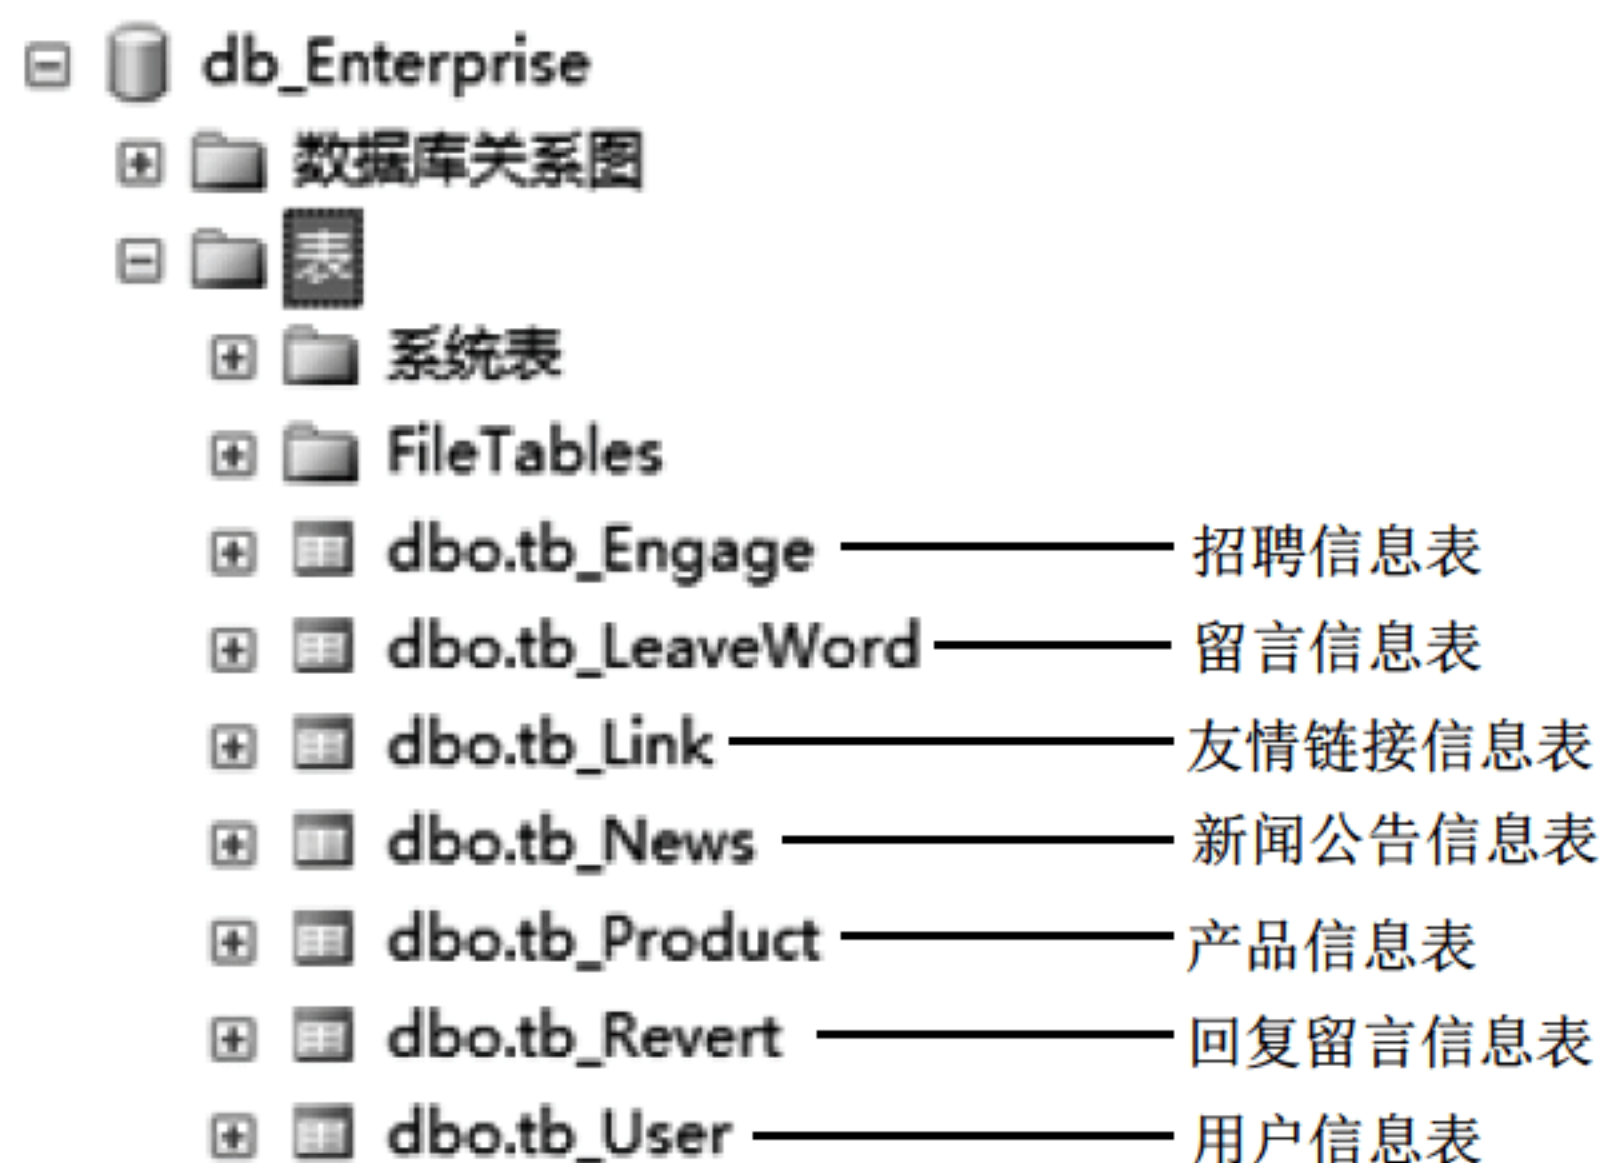 db_Enterprise
数据库关系图
表
系统表
FileTables
dbo.tb_Engage 招聘信息表
dbo.tb_LeaveWord 留言信息表
dbo.tb_Link 友情链接信息表
dbo.tb_News 新闻公告信息表
dbo.tb_Product 产品信息表
dbo.tb_Revert 回复留言信息表
dbo.tb_User 用户信息表